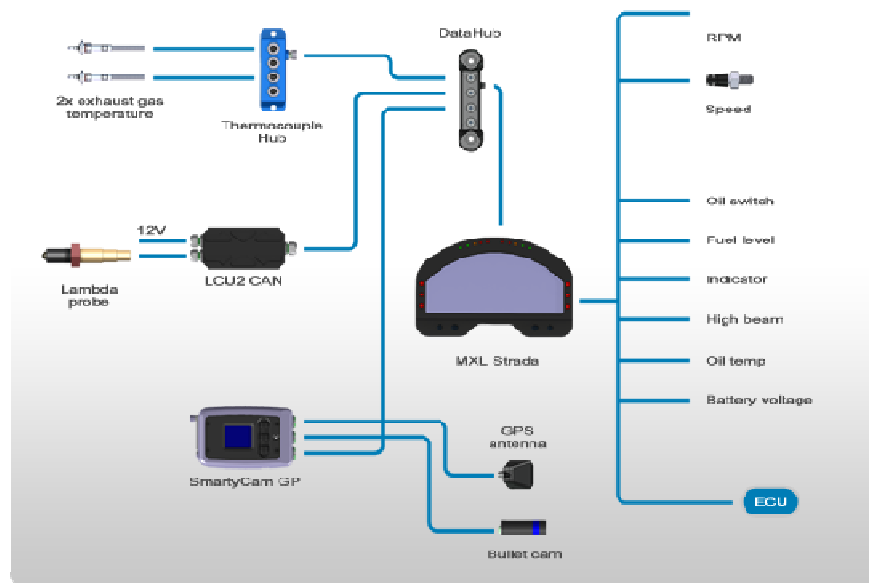 DataHub
RPM
2x exhaust gas
temperature
Speed
Thermocouple
Hub
Oil switch
12V
Fuel level
Lambda
probe
LCU2 CAN
Indicator
High beam
MXL Strada
Oil temp
Battery voltage
GPS
antenna
SmartyCam GP
ECU
Bullet cam